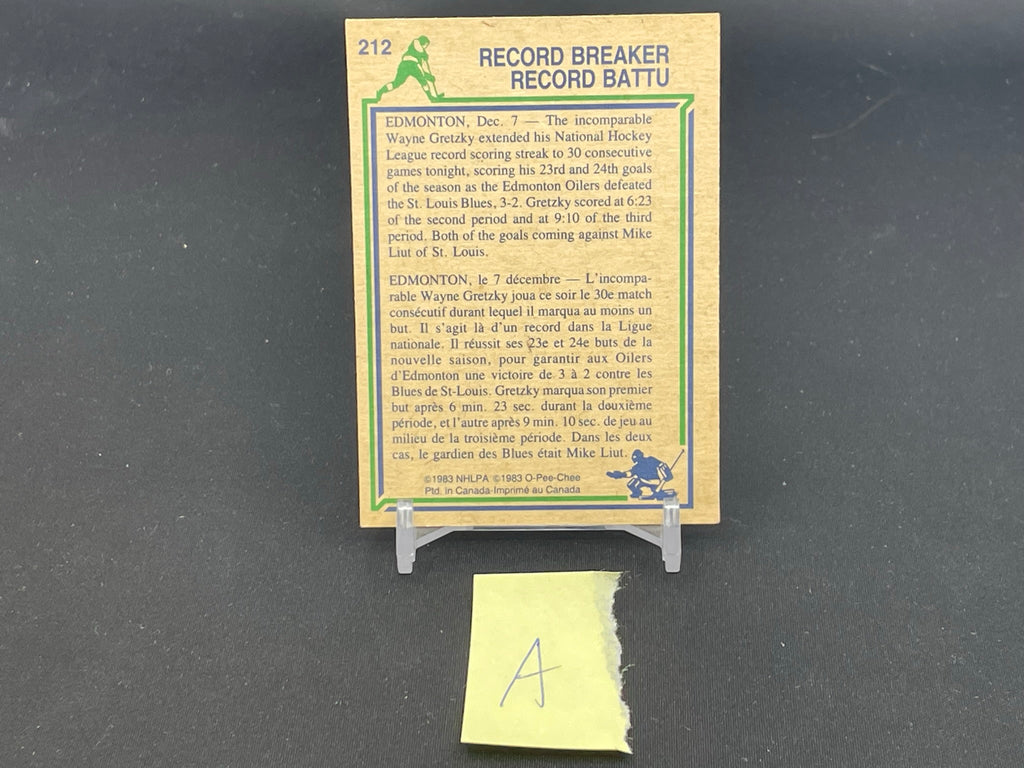 212
RECORD BREAKER
RECORD BATTU
EDMONTON, Dec. 7 — The incomparable
Wayne Gretzky extended his National Hockey
League record scoring streak to 30 consecutive
games tonight, scoring his 23rd and 24th goals
of the season as the Edmonton Oilers defeated
the St. Louis Blues, 3-2. Gretzky scored at 6:23
of the second period and at 9:10 of the third
period. Both of the goals coming against Mike
Liut of St. Louis.
EDMONTON, le 7 décembre — L'incompa-
rable Wayne Gretzky joua ce soir le 30e match
consécutif durant lequel il marqua au moins un
but. Il s'agit là d'un record dans la Ligue
nationale. Il réussit ses 23e et 24e buts de la
nouvelle saison, pour garantir aux Oilers
d'Edmonton une victoire de 3 à 2 contre les
Blues de St-Louis. Gretzky marqua son premier
but après 6 min. 23 sec. durant la douxième
période, et l'autre après 9 min. 10 sec. de jeu au
milieu de la troisième période. Dans les deux
cas, le gardien des Blues était Mike Liut.
©1983 NHLPA ©1983 O-Pee-Chee
Ptd. in Canada-Imprimé au Canada
A